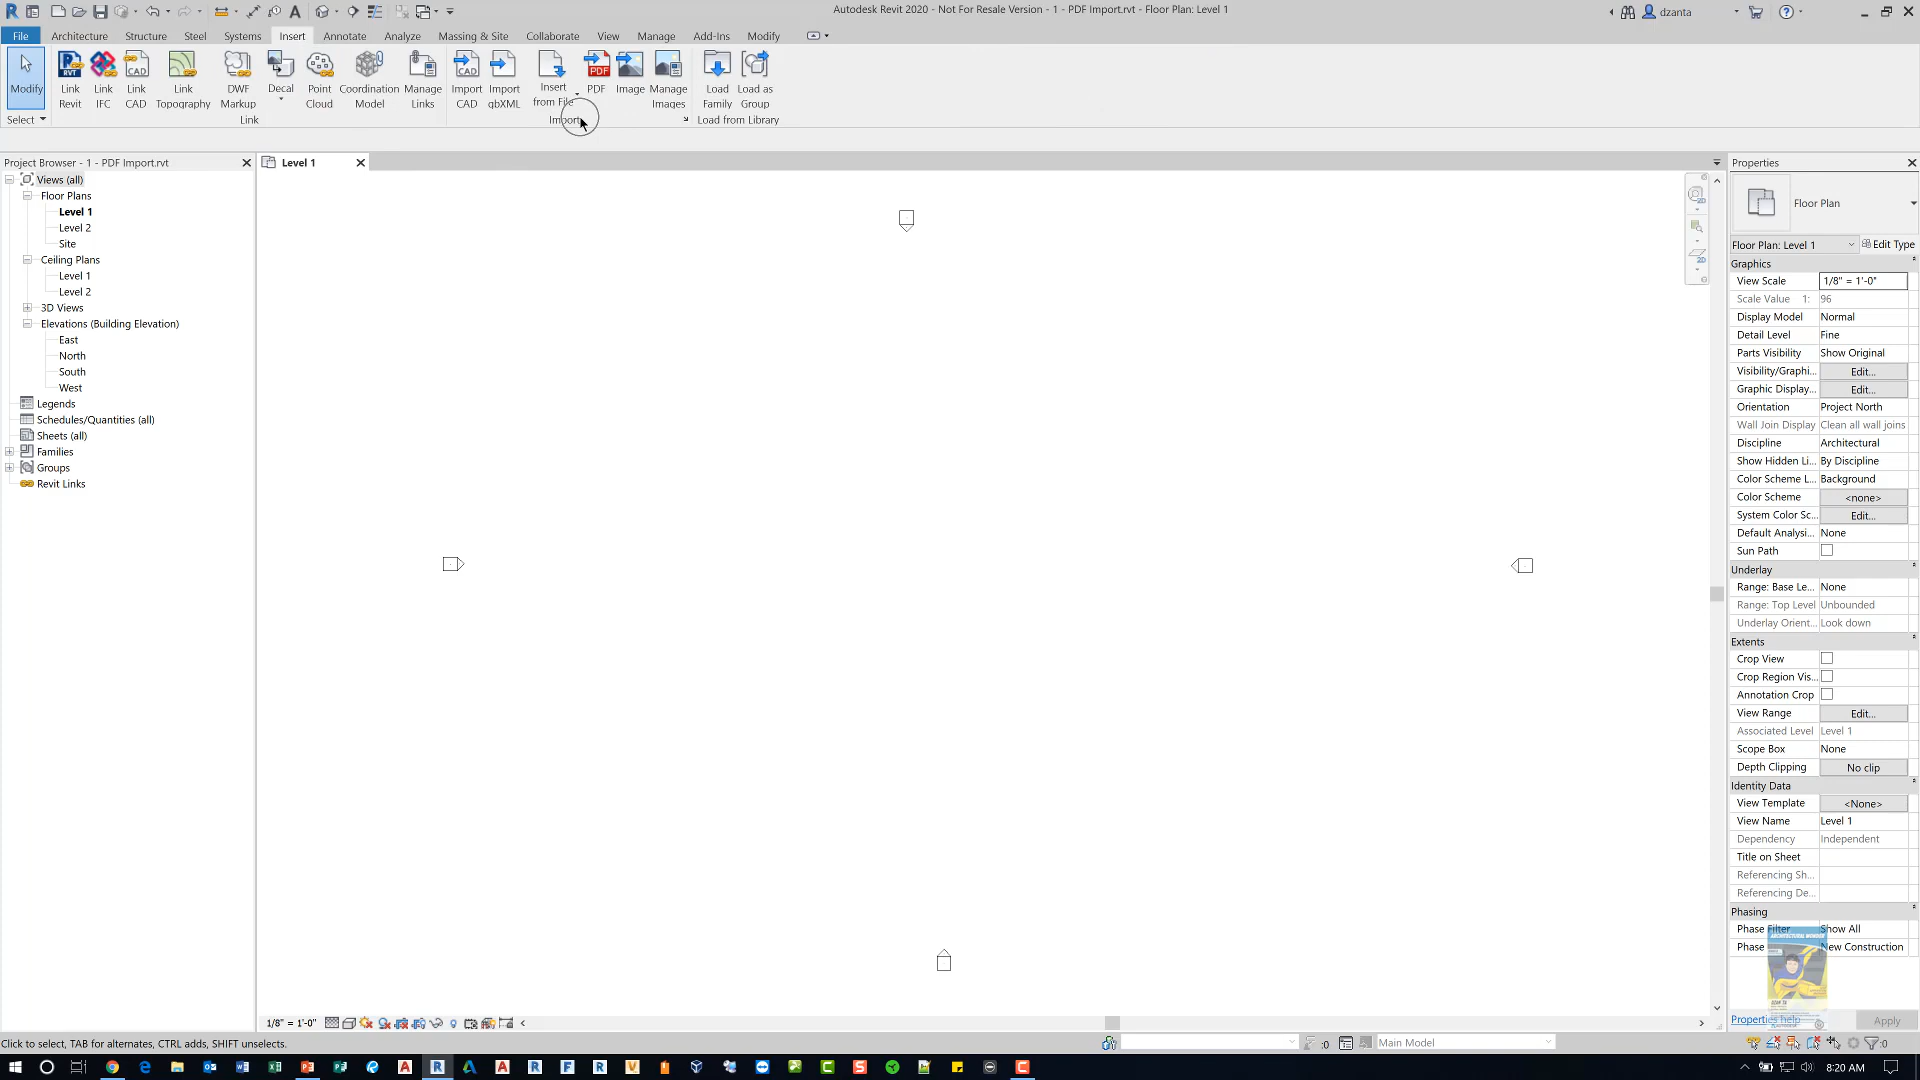 Autodesk Revit 2020 - Not For Resale Version - 1 - PDF Import.rvt - Floor Plan: Level 1
dzanta
File Architecture Structure Steel Systems Insert Annotate Analyze Massing & Site Collaborate View Manage Add-Ins Modify
Modify
Link Revit
Link IFC
Link CAD
Link Topography
DWF Markup
Decal
Point Cloud
Coordination Model
Manage Links
Import CAD
Import gbXML
Insert from File
PDF
Image
Manage Images
Load Family
Load as Group
Select
Link
Import
Load from Library
Project Browser - 1 - PDF Import.rvt
Views (all)
Floor Plans
Level 1
Level 2
Site
Ceiling Plans
Level 1
Level 2
3D Views
Elevations (Building Elevation)
East
North
South
West
Legends
Schedules/Quantities (all)
Sheets (all)
Families
Groups
Revit Links
Level 1
Properties
Floor Plan
Floor Plan: Level 1 Edit Type
Graphics
View Scale 1/8" = 1'-0"
Scale Value 1: 96
Display Model Normal
Detail Level Fine
Parts Visibility Show Original
Visibility/Graphi... Edit...
Graphic Display... Edit...
Orientation Project North
Wall Join Display Clean all wall joins
Discipline Architectural
Show Hidden Li... By Discipline
Color Scheme L... Background
Color Scheme <none>
System Color Sc... Edit...
Default Analysi... None
Sun Path
Underlay
Range: Base Le... None
Range: Top Level Unbounded
Underlay Orient... Look down
Extents
Crop View
Crop Region Vis...
Annotation Crop
View Range Edit...
Associated Level Level 1
Scope Box None
Depth Clipping No clip
Identity Data
View Template <None>
View Name Level 1
Dependency Independent
Title on Sheet
Referencing Sh...
Referencing De...
Phasing
Phase Filter Show All
Phase New Construction
Properties help
Apply
1/8" = 1'-0"
Click to select, TAB for alternates, CTRL adds, SHIFT unselects.
:0
Main Model
:0
8:20 AM